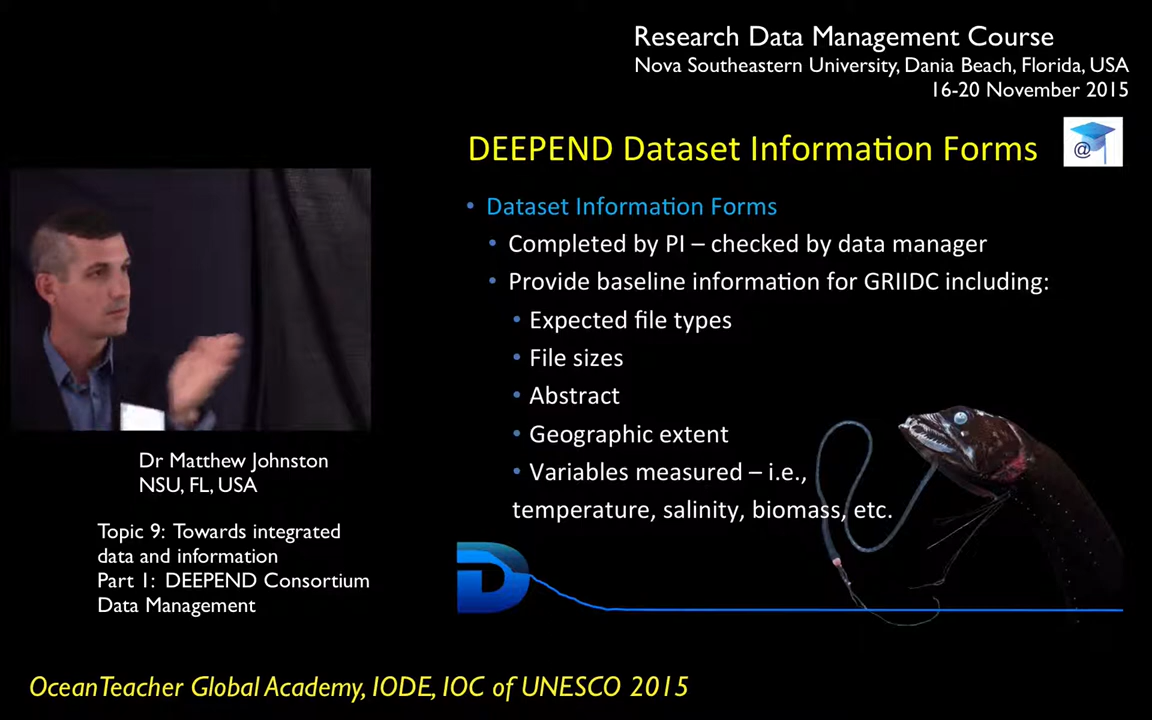 Research Data Management Course
Nova Southeastern University, Dania Beach, Florida, USA
16-20 November 2015
DEEPEND Dataset Information Forms
@
• Dataset Information Forms
• Completed by PI – checked by data manager
• Provide baseline information for GRIIDC including:
• Expected file types
• File sizes
• Abstract
• Geographic extent
• Variables measured – i.e.,
temperature, salinity, biomass, etc.
D
Dr Matthew Johnston
NSU, FL, USA
Topic 9: Towards integrated
data and information
Part 1: DEEPEND Consortium
Data Management
OceanTeacher Global Academy, IODE, IOC of UNESCO 2015